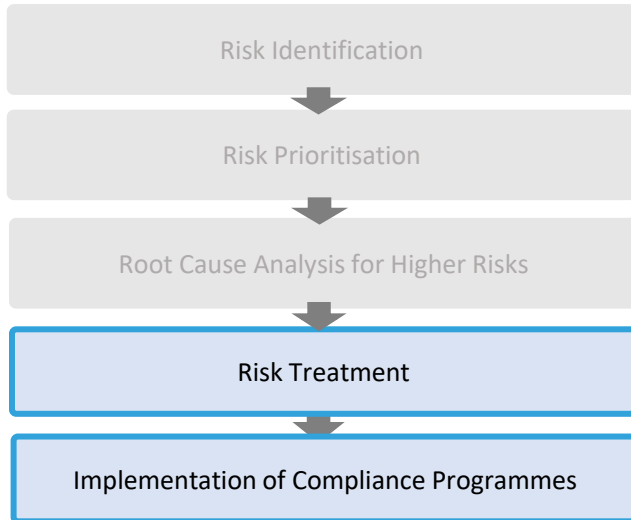 Risk Identification
Risk Prioritisation
Root Cause Analysis for Higher Risks
Risk Treatment
Implementation of Compliance Programmes